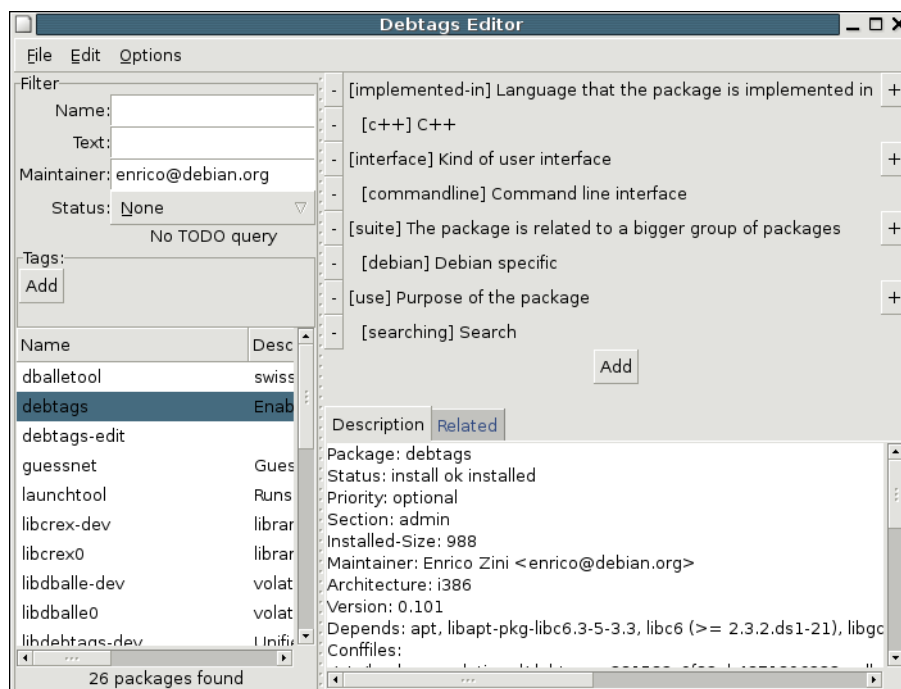 Debtags Editor
File Edit Options
Filter
Name:
Text:
Maintainer: enrico@debian.org
Status: None
No TODO query
Tags:
Add
Name Desc
dballetool swiss
debtags Enab
debtags-edit
guessnet Gues
launchtool Runs
libcrex-dev librar
libcrex0 librar
libdballe-dev volat
libdballe0 volat
libdebtags-dev Unifie
26 packages found
- [implemented-in] Language that the package is implemented in +
- [c++] C++
- [interface] Kind of user interface +
- [commandline] Command line interface
- [suite] The package is related to a bigger group of packages +
- [debian] Debian specific
- [use] Purpose of the package +
- [searching] Search
Add
Description Related
Package: debtags
Status: install ok installed
Priority: optional
Section: admin
Installed-Size: 988
Maintainer: Enrico Zini <enrico@debian.org>
Architecture: i386
Version: 0.101
Depends: apt, libapt-pkg-libc6.3-5-3.3, libc6 (>= 2.3.2.ds1-21), libgc
Conffiles: